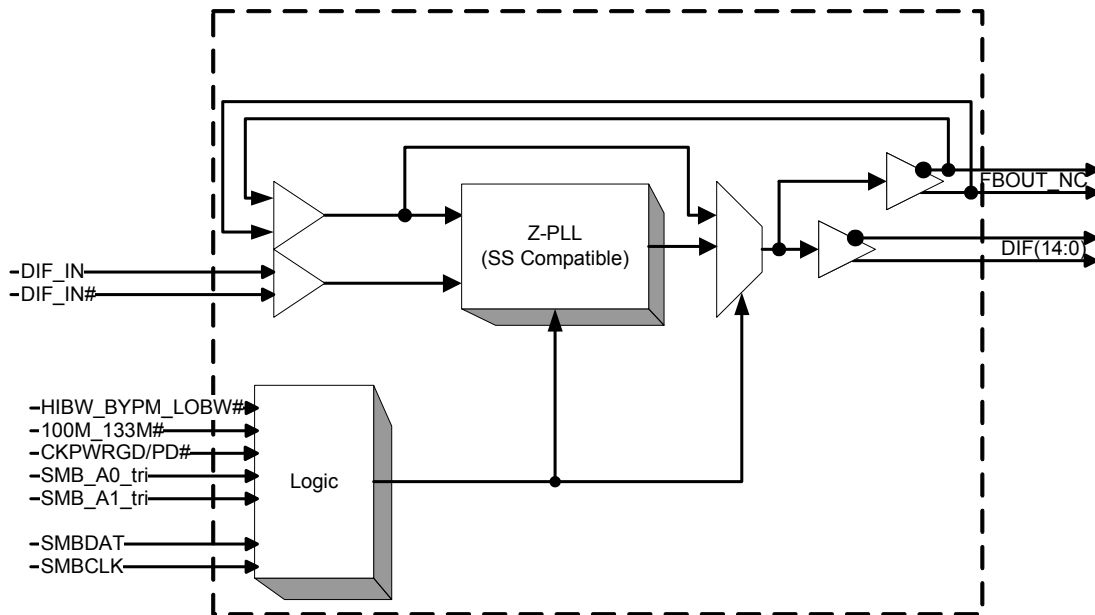 FBOUT_NC
Z-PLL
(SS Compatible)
DIF(14:0)
DIF_IN
DIF_IN#
HIBW_BYPM_LOBW#
100M_133M#
CKPWRGD/PD#
SMB_A0_tri
SMB_A1_tri
Logic
SMBDAT
SMBCLK